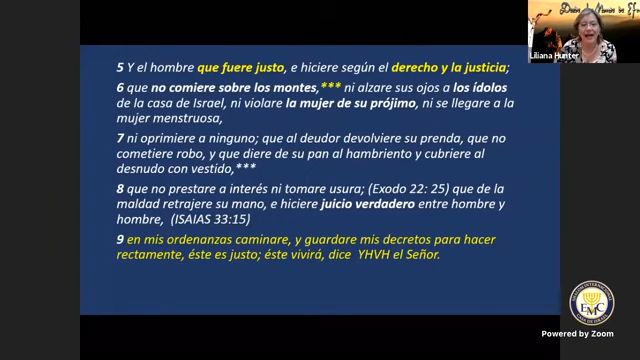 Desde los Montes de Ef
Liliana Hunter
5 Y el hombre que fuere justo, e hiciere según el derecho y la justicia;
6 que no comiere sobre los montes,*** ni alzare sus ojos a los ídolos
de la casa de Israel, ni violare la mujer de su prójimo, ni se llegare a la
mujer menstruosa,
7 ni oprimiere a ninguno; que al deudor devolviere su prenda, que no
cometiere robo, y que diere de su pan al hambriento y cubriere al
desnudo con vestido,***
8 que no prestare a interés ni tomare usura; (Exodo 22: 25) que de la
maldad retrajere su mano, e hiciere juicio verdadero entre hombre y
hombre, (ISAIAS 33:15)
9 en mis ordenanzas caminare, y guardare mis decretos para hacer
rectamente, éste es justo; éste vivirá, dice YHVH el Señor.
EMC
Powered by Zoom